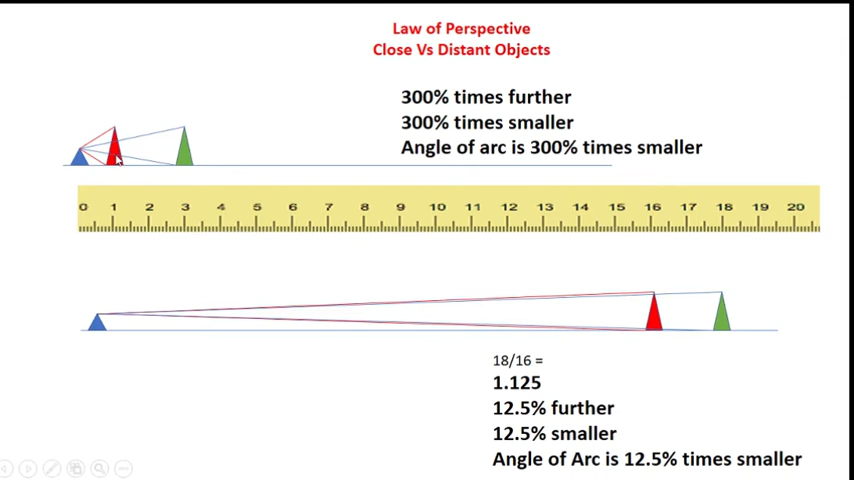 Law of Perspective
Close Vs Distant Objects
300% times further
300% times smaller
Angle of arc is 300% times smaller
0 1 2 3 4 5 6 7 8 9 10 11 12 13 14 15 16 17 18 19 20
18/16 =
1.125
12.5% further
12.5% smaller
Angle of Arc is 12.5% times smaller